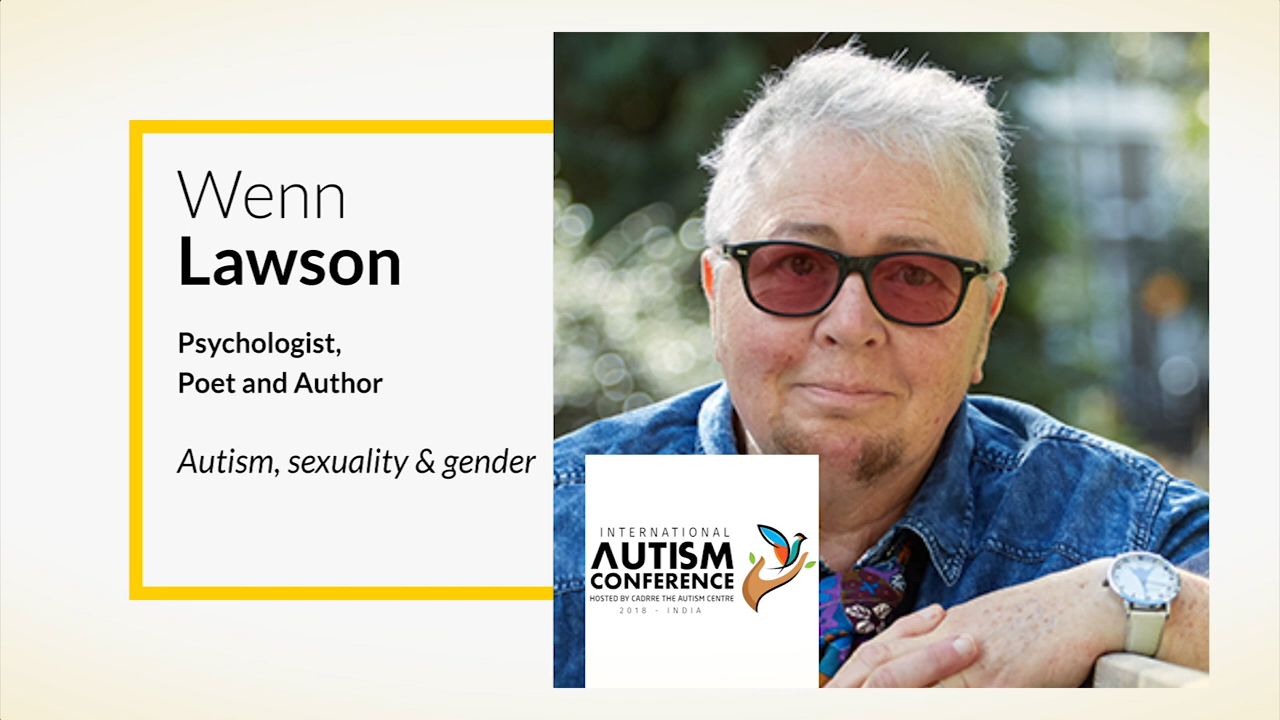 Wenn
Lawson
Psychologist,
Poet and Author
Autism, sexuality & gender
INTERNATIONAL
AUTISM
CONFERENCE
HOSTED BY CADRRE THE AUTISM CENTRE
2018 - INDIA